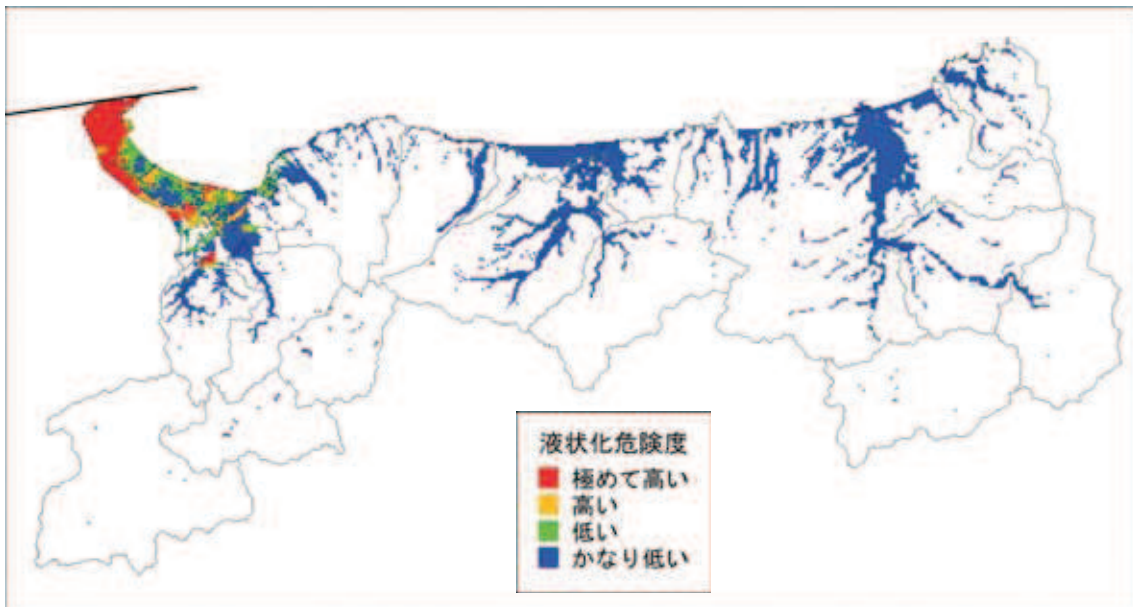 液状化危険度
極めて高い
高い
低い
かなり低い